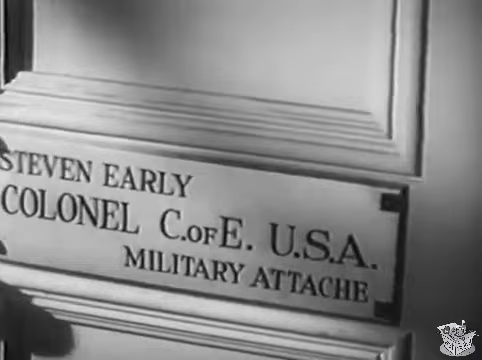 STEVEN EARLY
COLONEL C.OFE. U.S.A.
MILITARY ATTACHE